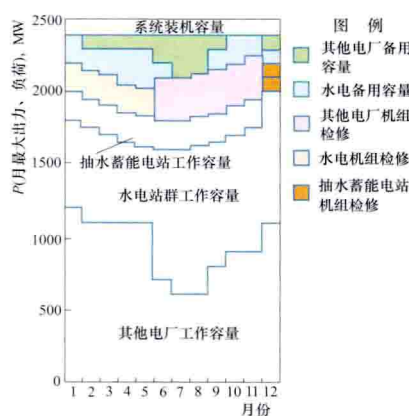 系统装机容量
P(月最大出力、负荷), MW
2500
2000
1500
1000
500
0
抽水蓄能电站工作容量
水电站群工作容量
其他电厂工作容量
1 2 3 4 5 6 7 8 9 10 11 12
月份
图 例
其他电厂备用
容量
水电备用容量
其他电厂机组
检修
水电机组检修
抽水蓄能电站
机组检修